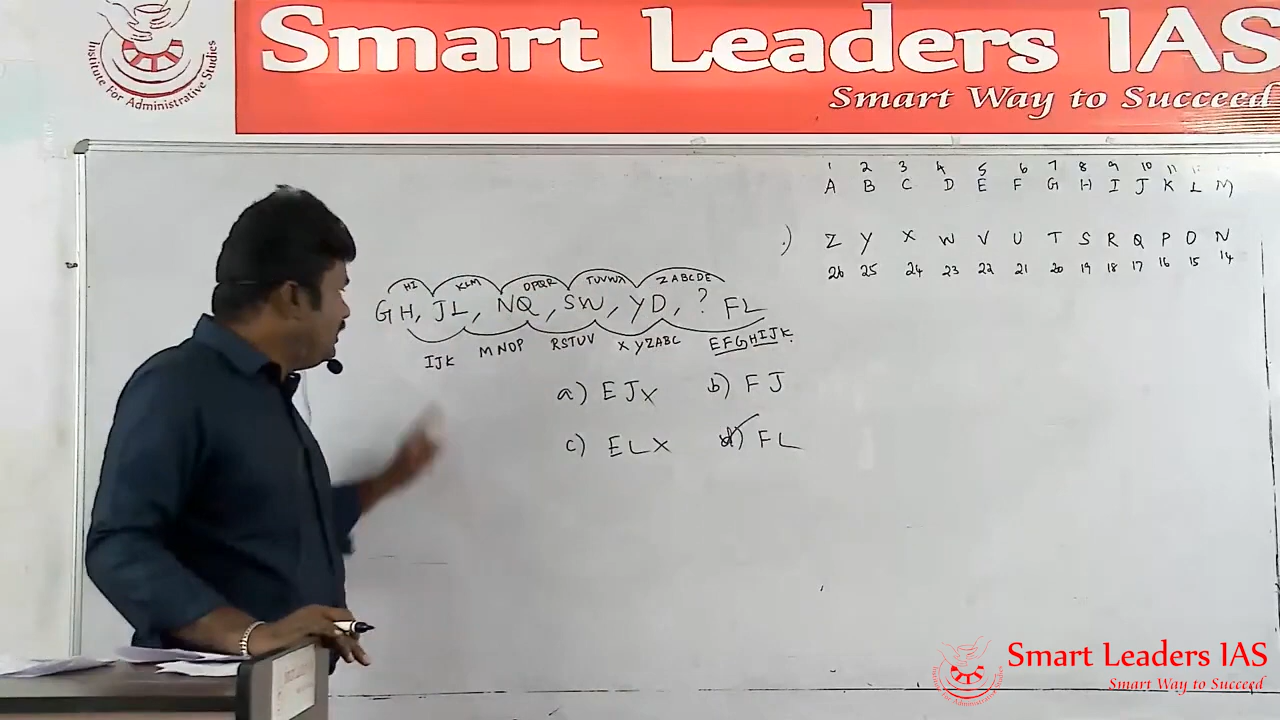 Smart Leaders IAS
Smart Way to Succeed
Institute For Administrative Studies
1 2 3 4 5 6 7 8 9 10 11
A B C D E F G H I J K L M
Z Y X W V U T S R Q P O N
26 25 24 23 22 21 20 19 18 17 16 15 14
HI KLM OPQR TUVWX ZABCDE
GH, JL, NQ, SW, YD, ? FL
IJK MNOP RSTUV XYZABC EFGHIJK
a) EJX b) FJ
c) ELX d) FL
Smart Leaders IAS
Smart Way to Succeed